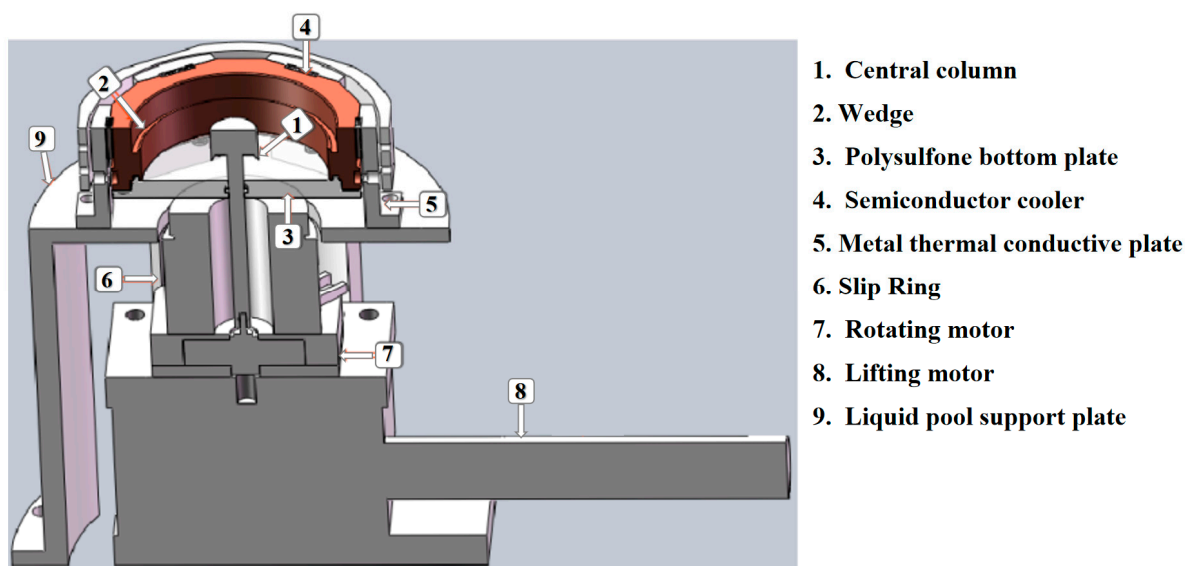 4
2
1
9
5
3
6
7
8
1. Central column
2. Wedge
3. Polysulfone bottom plate
4. Semiconductor cooler
5. Metal thermal conductive plate
6. Slip Ring
7. Rotating motor
8. Lifting motor
9. Liquid pool support plate